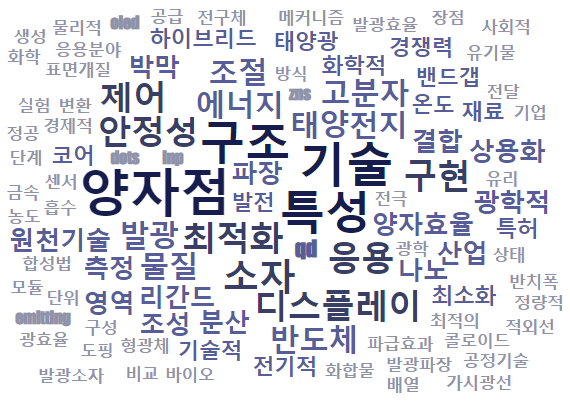 생성 물리적 oled 공급 전구체 메커니즘 발광효율 장점 사회적
화학 응용분야 하이브리드 태양광 경쟁력 유기물
표면개질 박막 조절 방식 화학적 밴드갭 전달
실험 변환 제어 에너지 zns 고분자 온도 재료 기업
정공 경제적 안정성 구조 태양전지 결합 상용화
단계 코어 dots inp 파장 기술 구현 유리
금속 센서 양자점 발전 특성 전극 광학적
농도 흡수 원천기술 발광 최적화 양자효율 특허
합성법 측정 물질 qd 응용 광학 산업 상태
모듈 단위 영역 리간드 소자 나노 최소화 반치폭 정량적
omitting 구성 조성 분산 디스플레이 최적의 적외선
광효율 도핑 형광체 기술적 반도체 파급효과 콜로이드
발광소자 비교 바이오 전기적 화합물 발광파장 공정기술
배열 가시광선